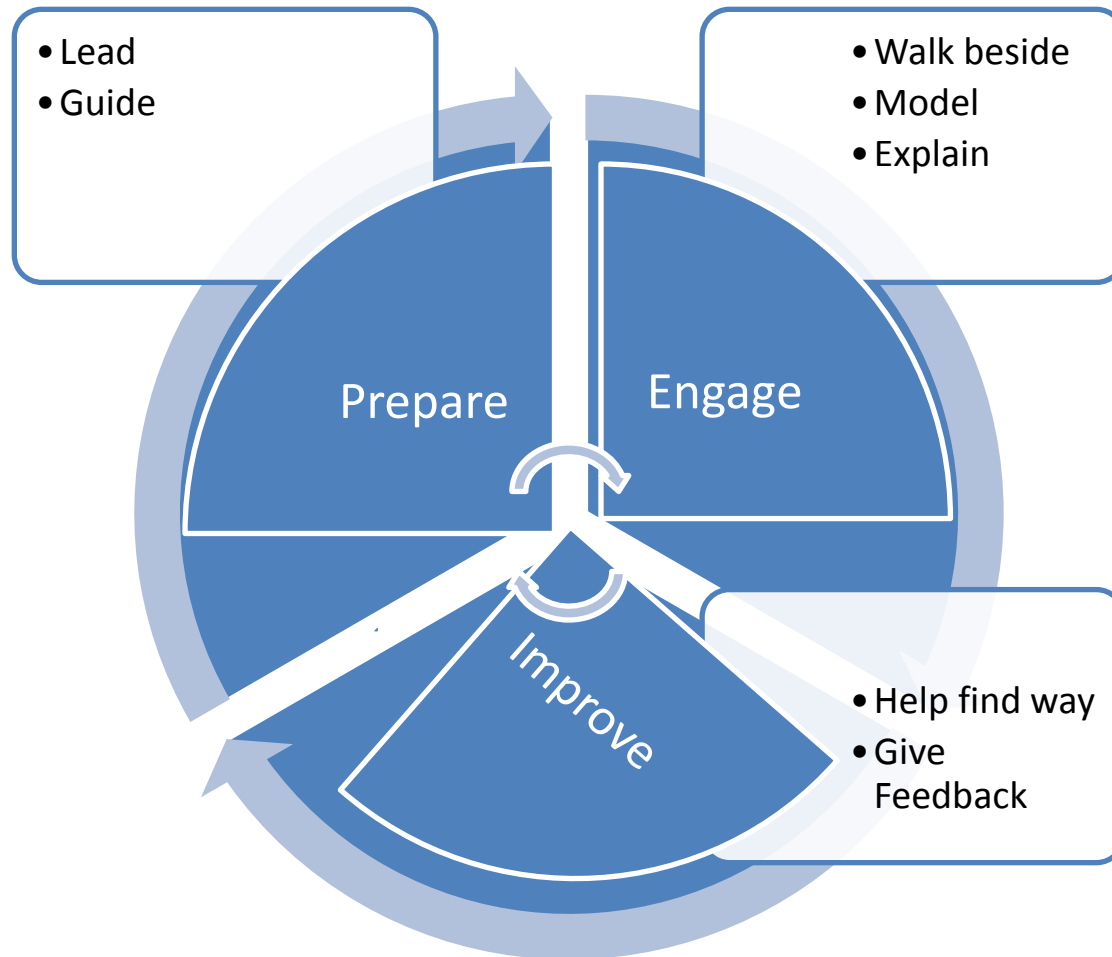 • Lead
• Guide
• Walk beside
• Model
• Explain
Prepare
Engage
Improve
• Help find way
• Give
Feedback